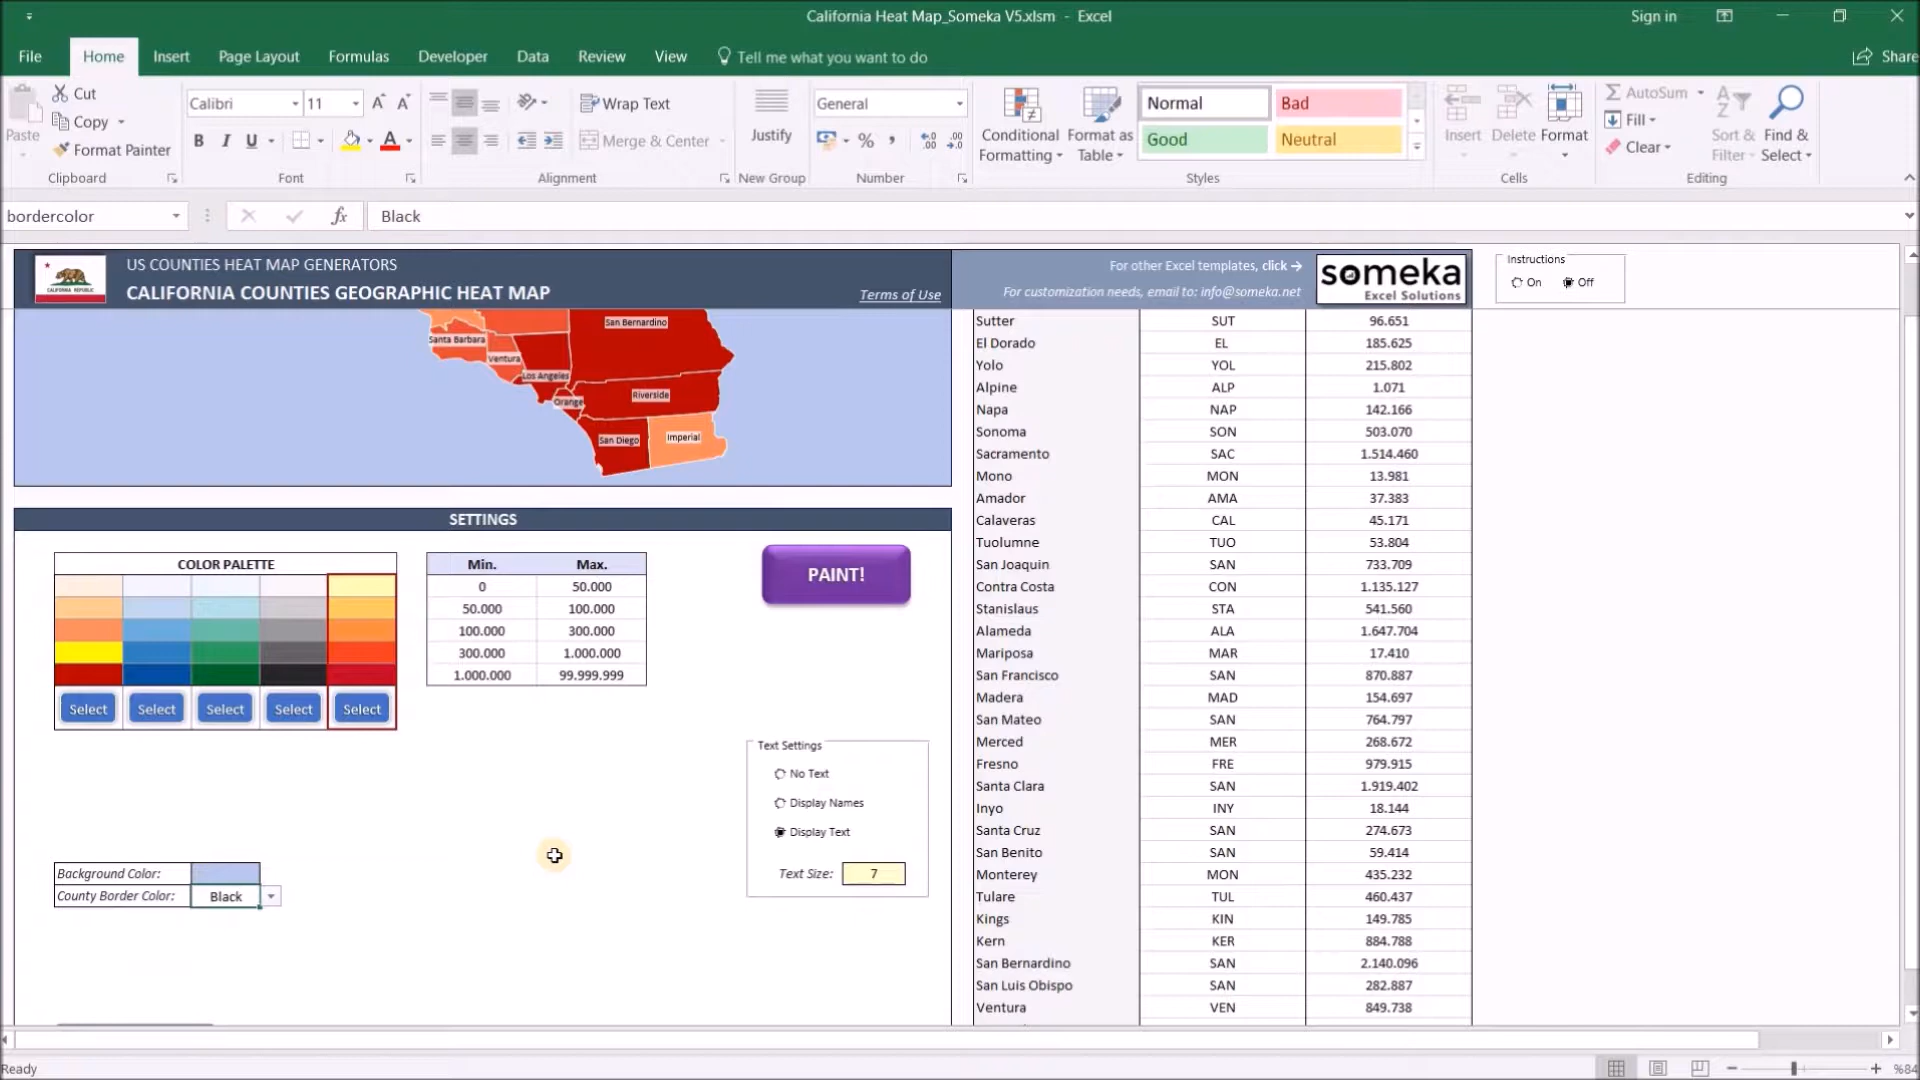 California Heat Map_Someka V5.xlsm - Excel
Sign in
File Home Insert Page Layout Formulas Developer Data Review View Tell me what you want to do
Share
Paste
Cut
Copy
Format Painter
Clipboard
Calibri 11
B I U
Font
Wrap Text
Merge & Center
Alignment
Justify
New Group
General
Number
Conditional Formatting
Format as Table
Normal Bad
Good Neutral
Styles
Insert Delete Format
Cells
AutoSum
Fill
Clear
Sort & Filter
Find & Select
Editing
bordercolor
fx
Black
CALIFORNIA REPUBLIC
US COUNTIES HEAT MAP GENERATORS
CALIFORNIA COUNTIES GEOGRAPHIC HEAT MAP
Terms of Use
For other Excel templates, click →
For customization needs, email to: info@someka.net
someka
Excel Solutions
Instructions
On Off
San Bernardino
Santa Barbara
Ventura
Los Angeles
Orange
Riverside
San Diego
Imperial
SETTINGS
COLOR PALETTE
Select Select Select Select Select
Min. Max.
0 50.000
50.000 100.000
100.000 300.000
300.000 1.000.000
1.000.000 99.999.999
PAINT!
Text Settings
No Text
Display Names
Display Text
Text Size: 7
Background Color:
County Border Color: Black
Sutter SUT 96.651
El Dorado EL 185.625
Yolo YOL 215.802
Alpine ALP 1.071
Napa NAP 142.166
Sonoma SON 503.070
Sacramento SAC 1.514.460
Mono MON 13.981
Amador AMA 37.383
Calaveras CAL 45.171
Tuolumne TUO 53.804
San Joaquin SAN 733.709
Contra Costa CON 1.135.127
Stanislaus STA 541.560
Alameda ALA 1.647.704
Mariposa MAR 17.410
San Francisco SAN 870.887
Madera MAD 154.697
San Mateo SAN 764.797
Merced MER 268.672
Fresno FRE 979.915
Santa Clara SAN 1.919.402
Inyo INY 18.144
Santa Cruz SAN 274.673
San Benito SAN 59.414
Monterey MON 435.232
Tulare TUL 460.437
Kings KIN 149.785
Kern KER 884.788
San Bernardino SAN 2.140.096
San Luis Obispo SAN 282.887
Ventura VEN 849.738
Ready
%84